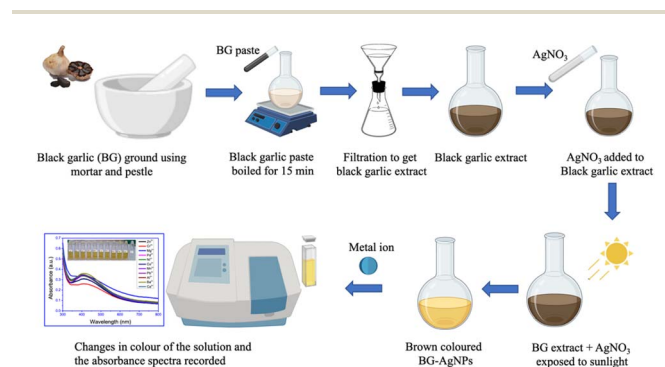 BG paste
AgNO₃
Black garlic (BG) ground using
mortar and pestle
Black garlic paste
boiled for 15 min
Filtration to get
black garlic extract
Black garlic extract
AgNO₃ added to
Black garlic extract
Metal ion
Absorbance (a.u.)
Wavelength (nm)
Changes in colour of the solution and
the absorbance spectra recorded
Brown coloured
BG-AgNPs
BG extract + AgNO₃
exposed to sunlight